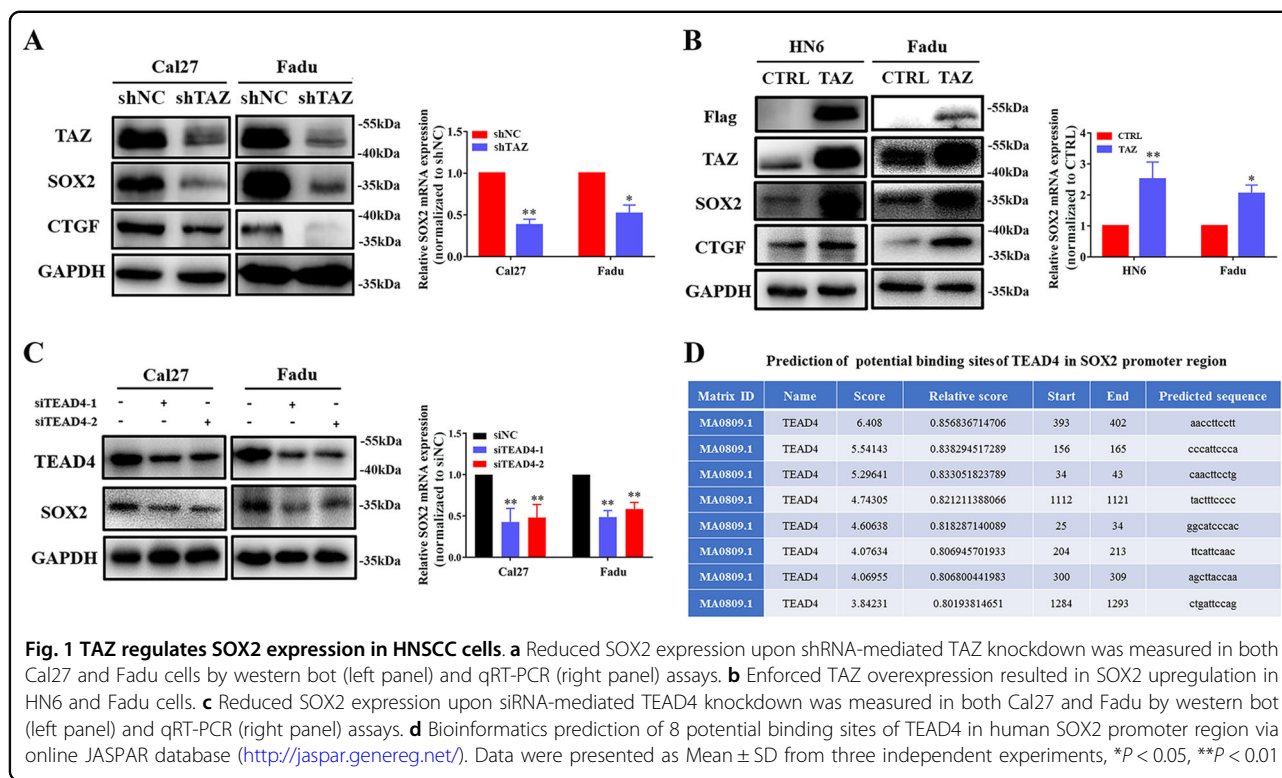 A
Cal27 Fadu
shNC shTAZ shNC shTAZ
TAZ
-55kDa
-40kDa
SOX2
-35kDa
CTGF
-40kDa
-35kDa
GAPDH
-35kDa
Relative SOX2 mRNA expression
(normalizaed to shNC)
1.5
1.0
0.5
0.0
shNC
shTAZ
**
*
Cal27 Fadu
B
HN6 Fadu
CTRL TAZ CTRL TAZ
Flag
-55kDa
TAZ
-55kDa
-40kDa
SOX2
-35kDa
CTGF
-40kDa
-35kDa
GAPDH
-35kDa
Relative SOX2 mRNA expression
(normalizaed to CTRL)
4
3
2
1
0
CTRL
TAZ
**
*
HN6 Fadu
C
Cal27 Fadu
siTEAD4-1 - + - - + -
siTEAD4-2 - - + - - +
TEAD4
-55kDa
-40kDa
SOX2
-35kDa
GAPDH
-35kDa
Relative SOX2 mRNA expression
(normalizaed to siNC)
1.5
1.0
0.5
0.0
siNC
siTEAD4-1
siTEAD4-2
** ** ** **
Cal27 Fadu
D
Prediction of potential binding sites of TEAD4 in SOX2 promoter region
Matrix ID Name Score Relative score Start End Predicted sequence
MA0809.1 TEAD4 6.408 0.856836714706 393 402 aaccttcctt
MA0809.1 TEAD4 5.54143 0.838294517289 156 165 cccattccca
MA0809.1 TEAD4 5.29641 0.833051823789 34 43 caacttcctg
MA0809.1 TEAD4 4.74305 0.821211388066 1112 1121 tactttcccc
MA0809.1 TEAD4 4.60638 0.818287140089 25 34 ggcatcccac
MA0809.1 TEAD4 4.07634 0.806945701933 204 213 ttcattcaac
MA0809.1 TEAD4 4.06955 0.806800441983 300 309 agcttaccaa
MA0809.1 TEAD4 3.84231 0.80193814651 1284 1293 ctgattccag
Fig. 1 TAZ regulates SOX2 expression in HNSCC cells. a Reduced SOX2 expression upon shRNA-mediated TAZ knockdown was measured in both
Cal27 and Fadu cells by western bot (left panel) and qRT-PCR (right panel) assays. b Enforced TAZ overexpression resulted in SOX2 upregulation in
HN6 and Fadu cells. c Reduced SOX2 expression upon siRNA-mediated TEAD4 knockdown was measured in both Cal27 and Fadu by western bot
(left panel) and qRT-PCR (right panel) assays. d Bioinformatics prediction of 8 potential binding sites of TEAD4 in human SOX2 promoter region via
online JASPAR database (http://jaspar.genereg.net/). Data were presented as Mean ± SD from three independent experiments, *P < 0.05, **P < 0.01